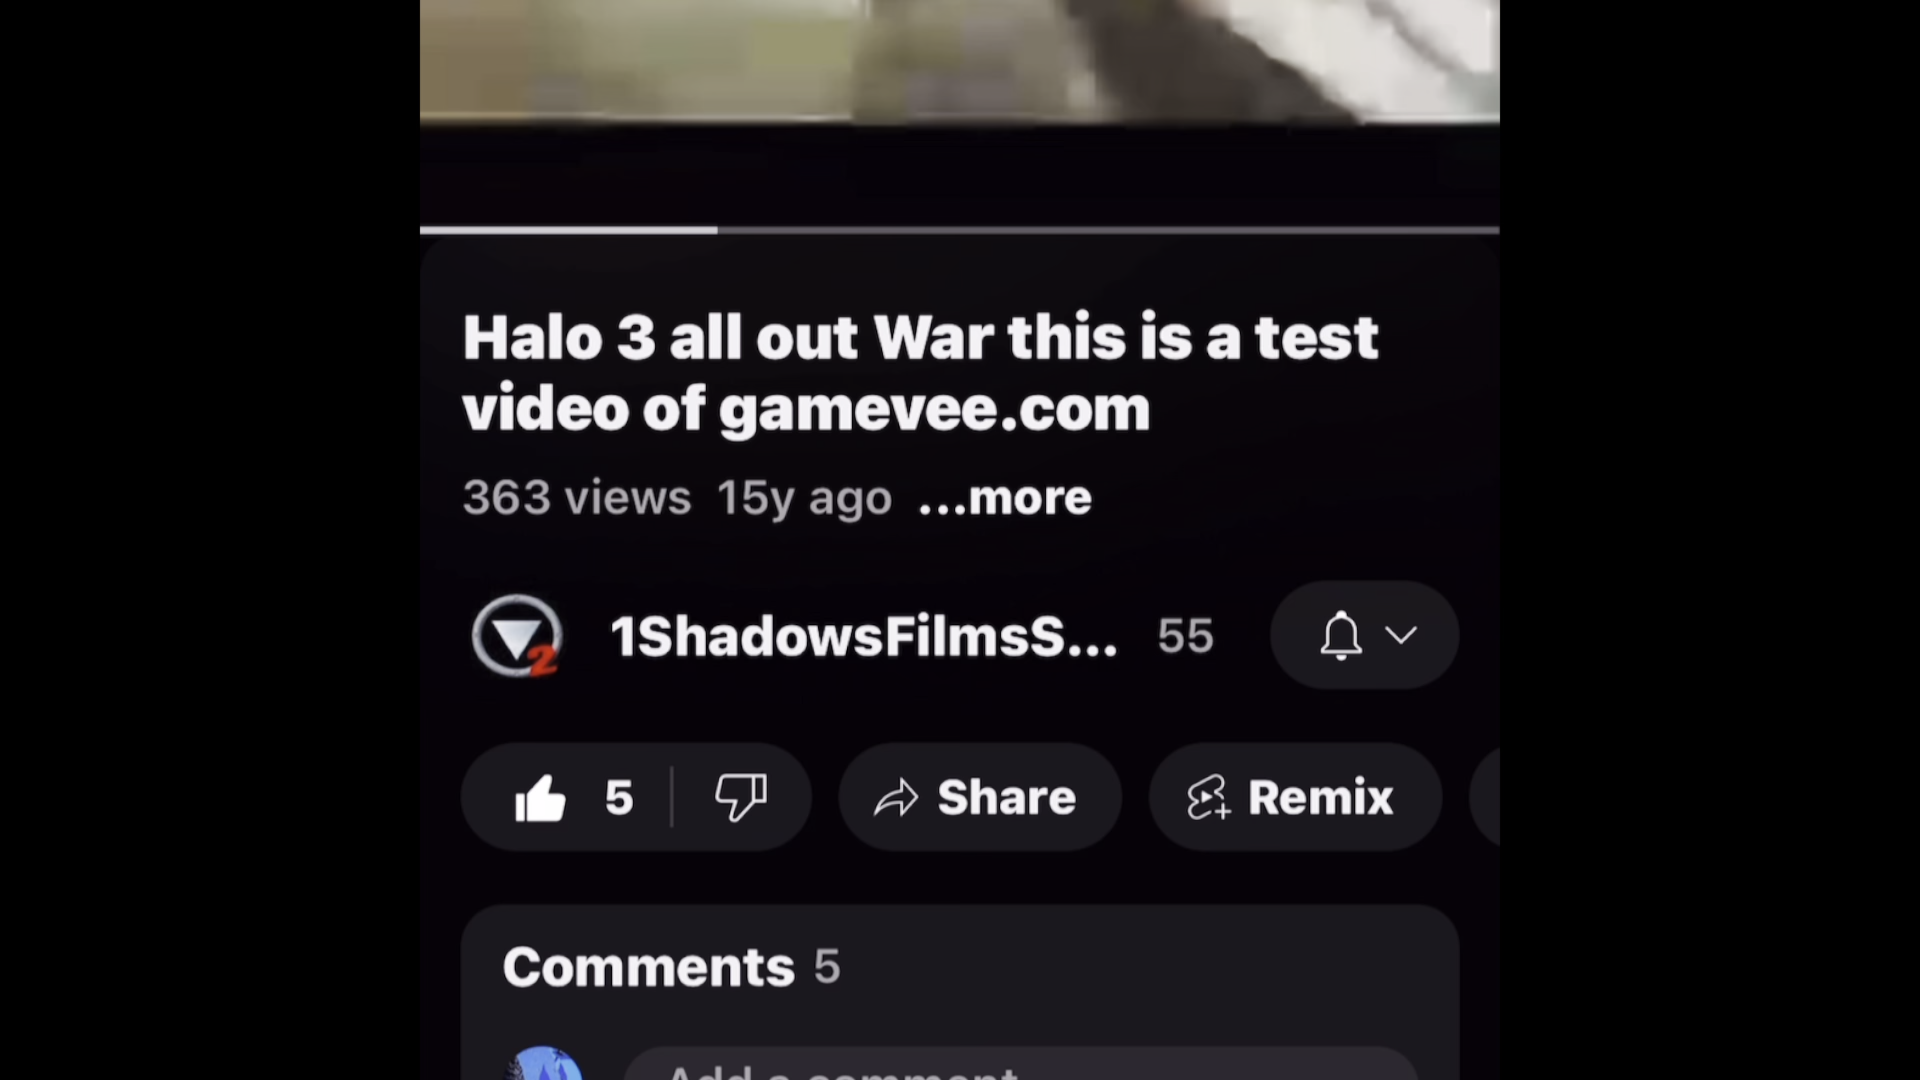 Halo 3 all out War this is a test
video of gamevee.com
363 views 15y ago ...more
2
1ShadowsFilmsS... 55
5 Share Remix
Comments 5
Add a comment